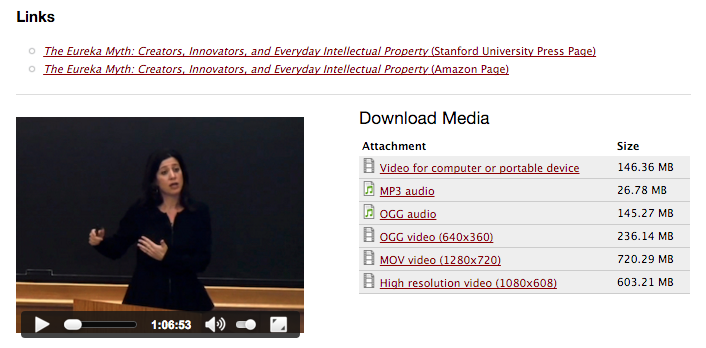 Links
The Eureka Myth: Creators, Innovators, and Everyday Intellectual Property (Stanford University Press Page)
The Eureka Myth: Creators, Innovators, and Everyday Intellectual Property (Amazon Page)
Download Media
Attachment Size
Video for computer or portable device 146.36 MB
MP3 audio 26.78 MB
OGG audio 145.27 MB
OGG video (640x360) 236.14 MB
MOV video (1280x720) 720.29 MB
High resolution video (1080x608) 603.21 MB
1:06:53